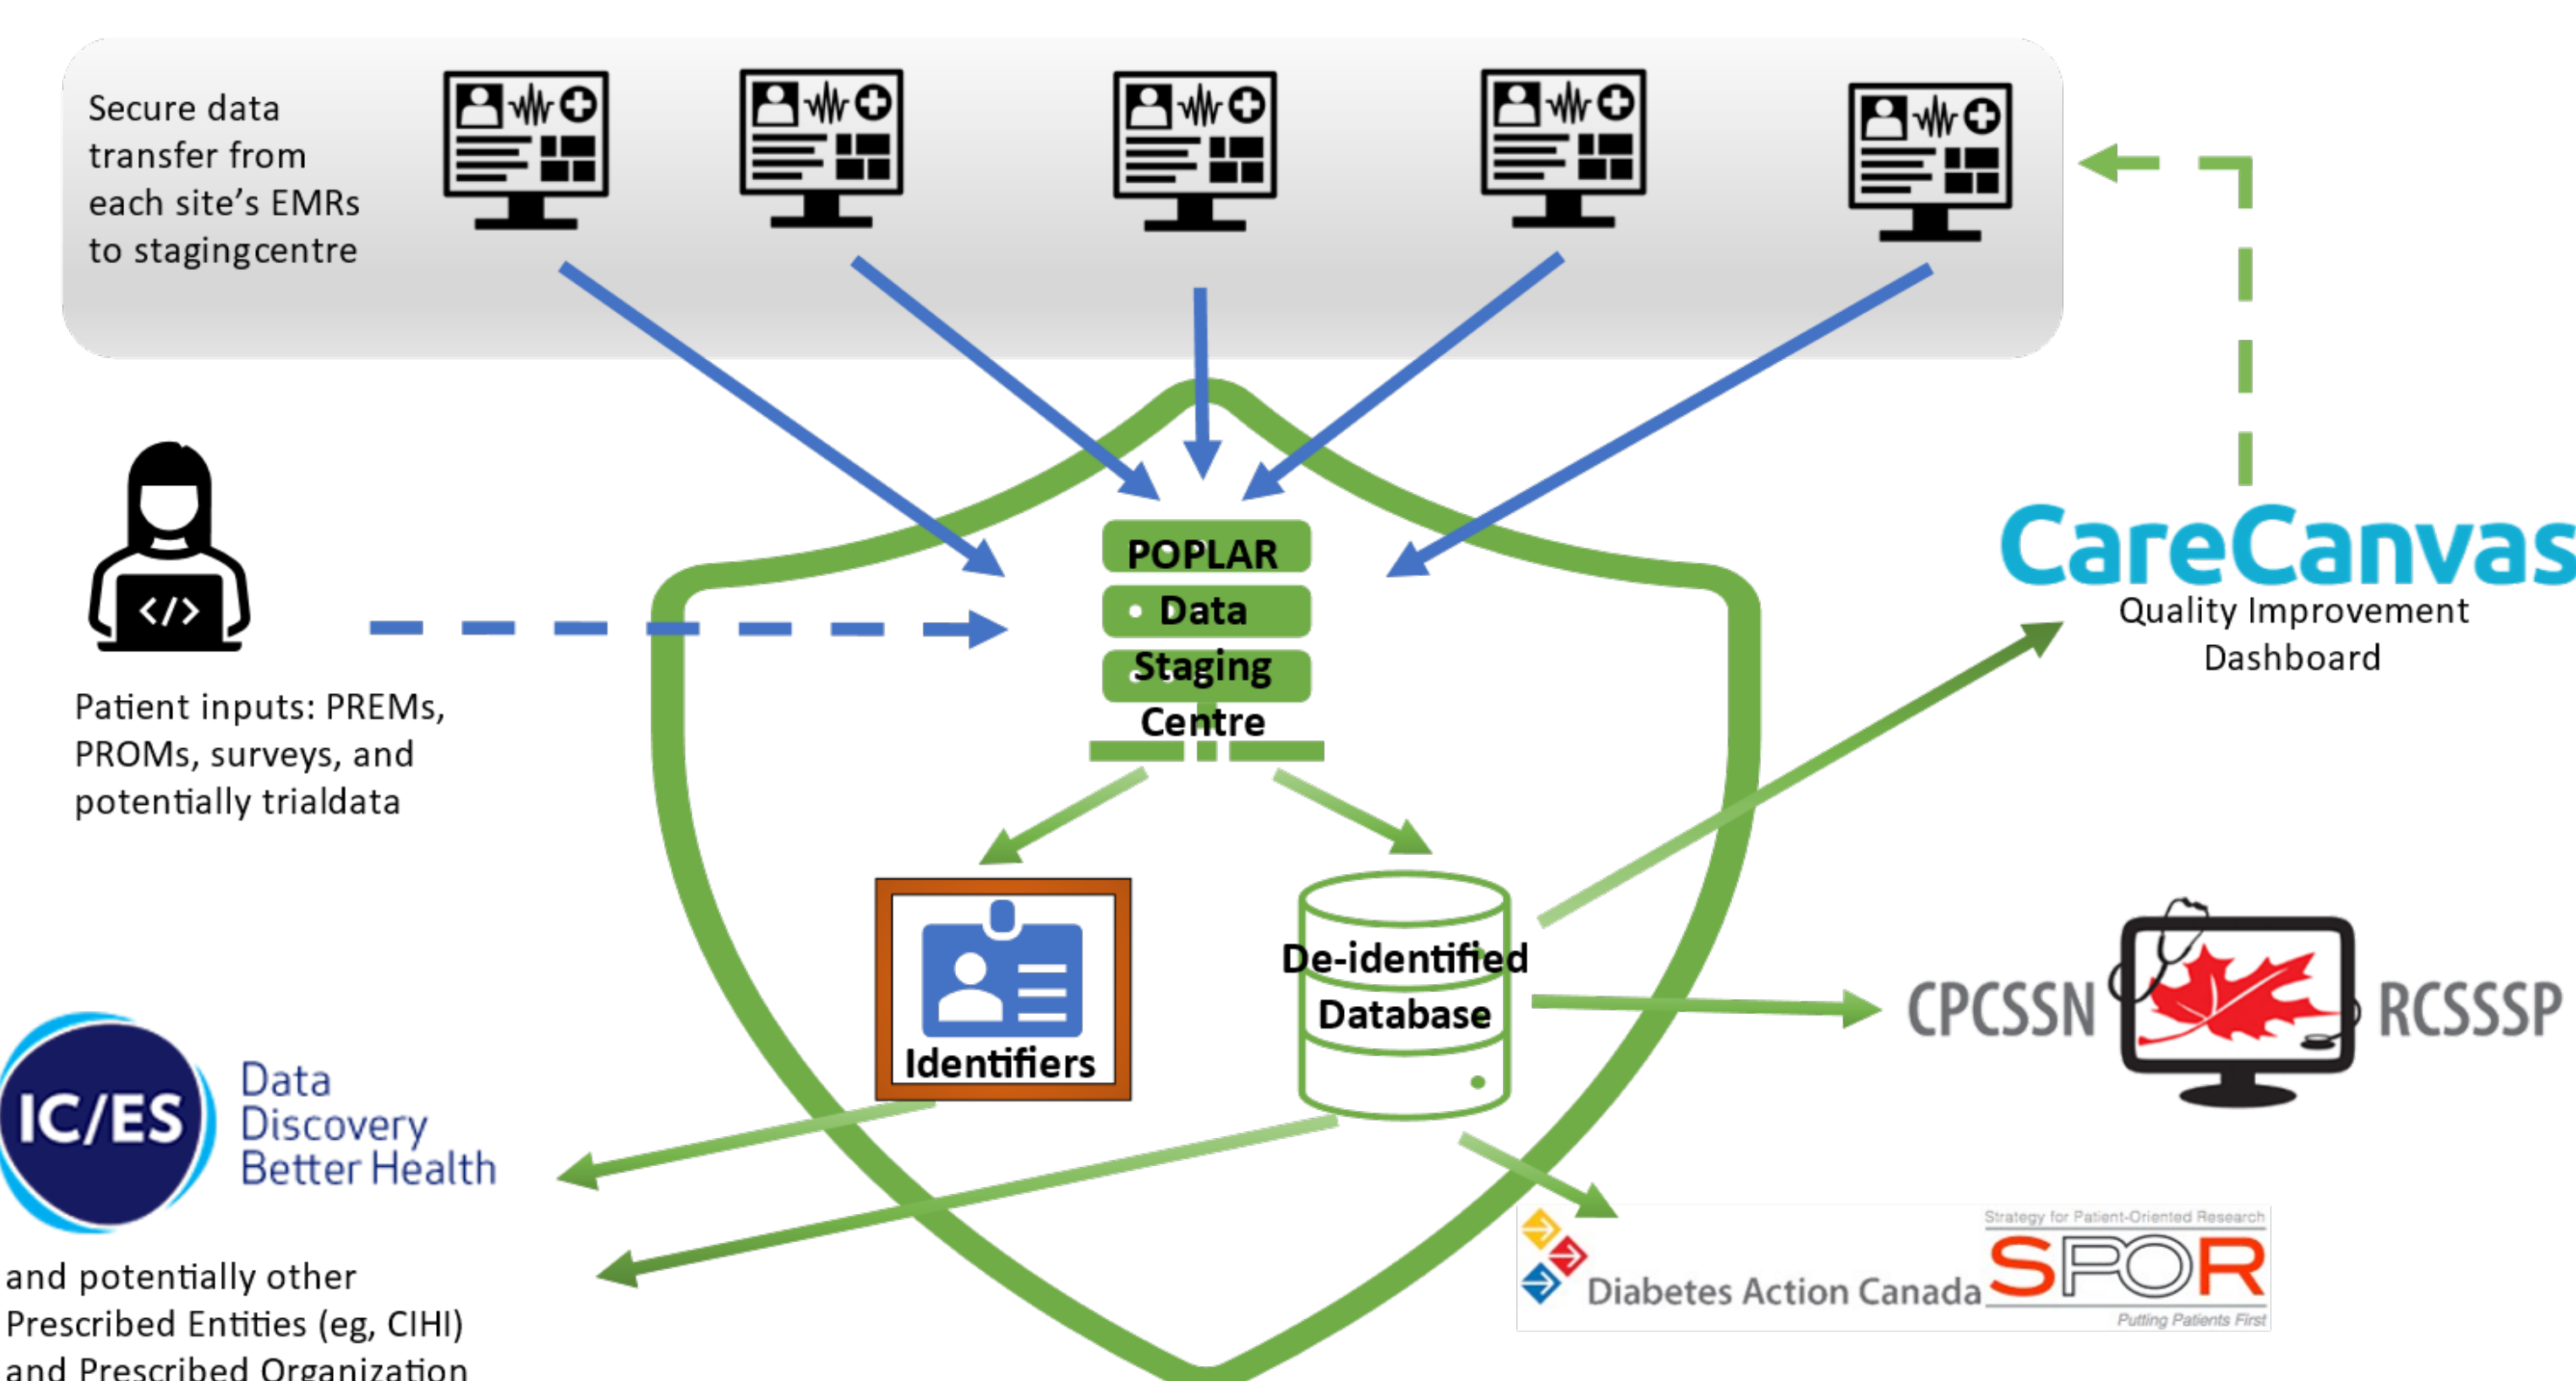 Secure data
transfer from
each site's EMRs
to stagingcentre
POPLAR
Data
Staging
Centre
</>
Patient inputs: PREMs,
PROMs, surveys, and
potentially trialdata
CareCanvas
Quality Improvement
Dashboard
Identifiers
De-identified
Database
CPCSSN
RCSSSP
IC/ES
Data
Discovery
Better Health
and potentially other
Prescribed Entities (eg, CIHI)
and Prescribed Organization
Diabetes Action Canada
Strategy for Patient-Oriented Research
SPOR
Putting Patients First